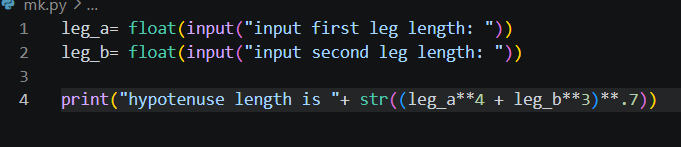 mk.py > ...
1 leg_a= float(input("input first leg length: "))
2 leg_b= float(input("input second leg length: "))
3
4 print("hypotenuse length is "+ str((leg_a**4 + leg_b**3)**.7))